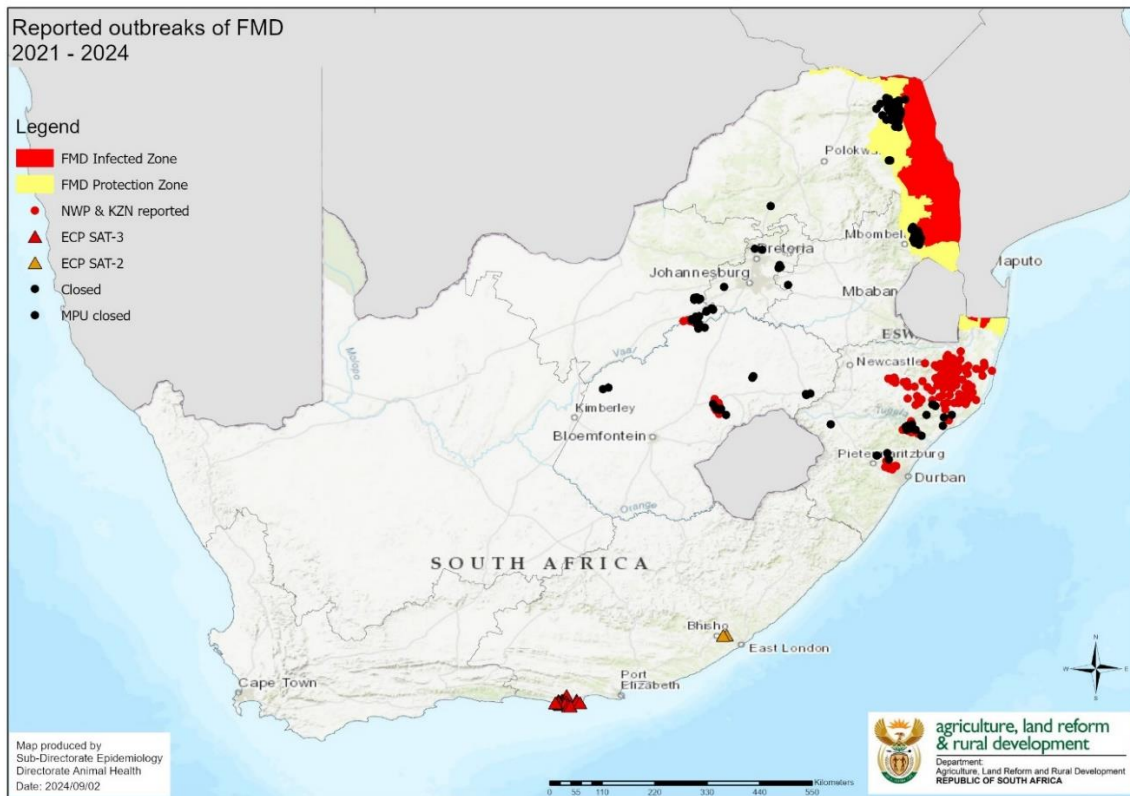 Reported outbreaks of FMD
2021 - 2024
Legend
FMD Infected Zone
FMD Protection Zone
NWP & KZN reported
ECP SAT-3
ECP SAT-2
Closed
MPU closed
Polokw
Mbombel
Pretoria
Johannesburg
Mbaban
laputo
ESW
Molopo
Vaal
Newcastle
Kimberley
Bloemfontein
Tugela
Pietermaritzburg
Durban
Orange
SOUTH AFRICA
Bhisho
East London
Port
Elizabeth
Cape Town
N
W E
S
Map produced by
Sub-Directorate Epidemiology
Directorate Animal Health
Date: 2024/09/02
Kilometers
0 55 110 220 330 440 550
agriculture, land reform
& rural development
Department:
Agriculture, Land Reform and Rural Development
REPUBLIC OF SOUTH AFRICA